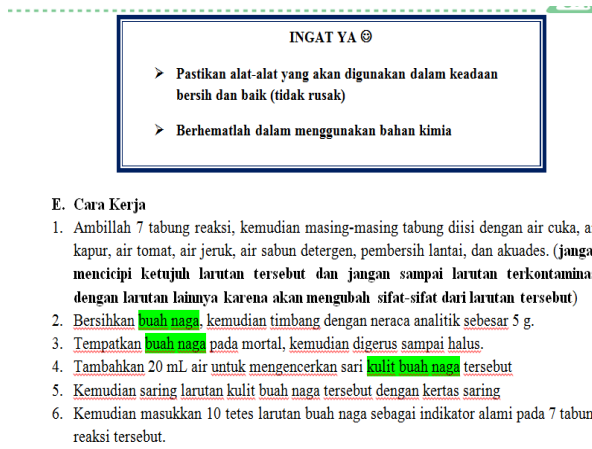 INGAT YA ☺
➢ Pastikan alat-alat yang akan digunakan dalam keadaan
bersih dan baik (tidak rusak)
➢ Berhematlah dalam menggunakan bahan kimia
E. Cara Kerja
1. Ambillah 7 tabung reaksi, kemudian masing-masing tabung diisi dengan air cuka, a
kapur, air tomat, air jeruk, air sabun detergen, pembersih lantai, dan akuades. (janga
mencicipi ketujuh larutan tersebut dan jangan sampai larutan terkontamina
dengan larutan lainnya karena akan mengubah sifat-sifat dari larutan tersebut)
2. Bersihkan buah naga, kemudian timbang dengan neraca analitik sebesar 5 g.
3. Tempatkan buah naga pada mortal, kemudian digerus sampai halus.
4. Tambahkan 20 mL air untuk mengencerkan sari kulit buah naga tersebut
5. Kemudian saring larutan kulit buah naga tersebut dengan kertas saring
6. Kemudian masukkan 10 tetes larutan buah naga sebagai indikator alami pada 7 tabun
reaksi tersebut.